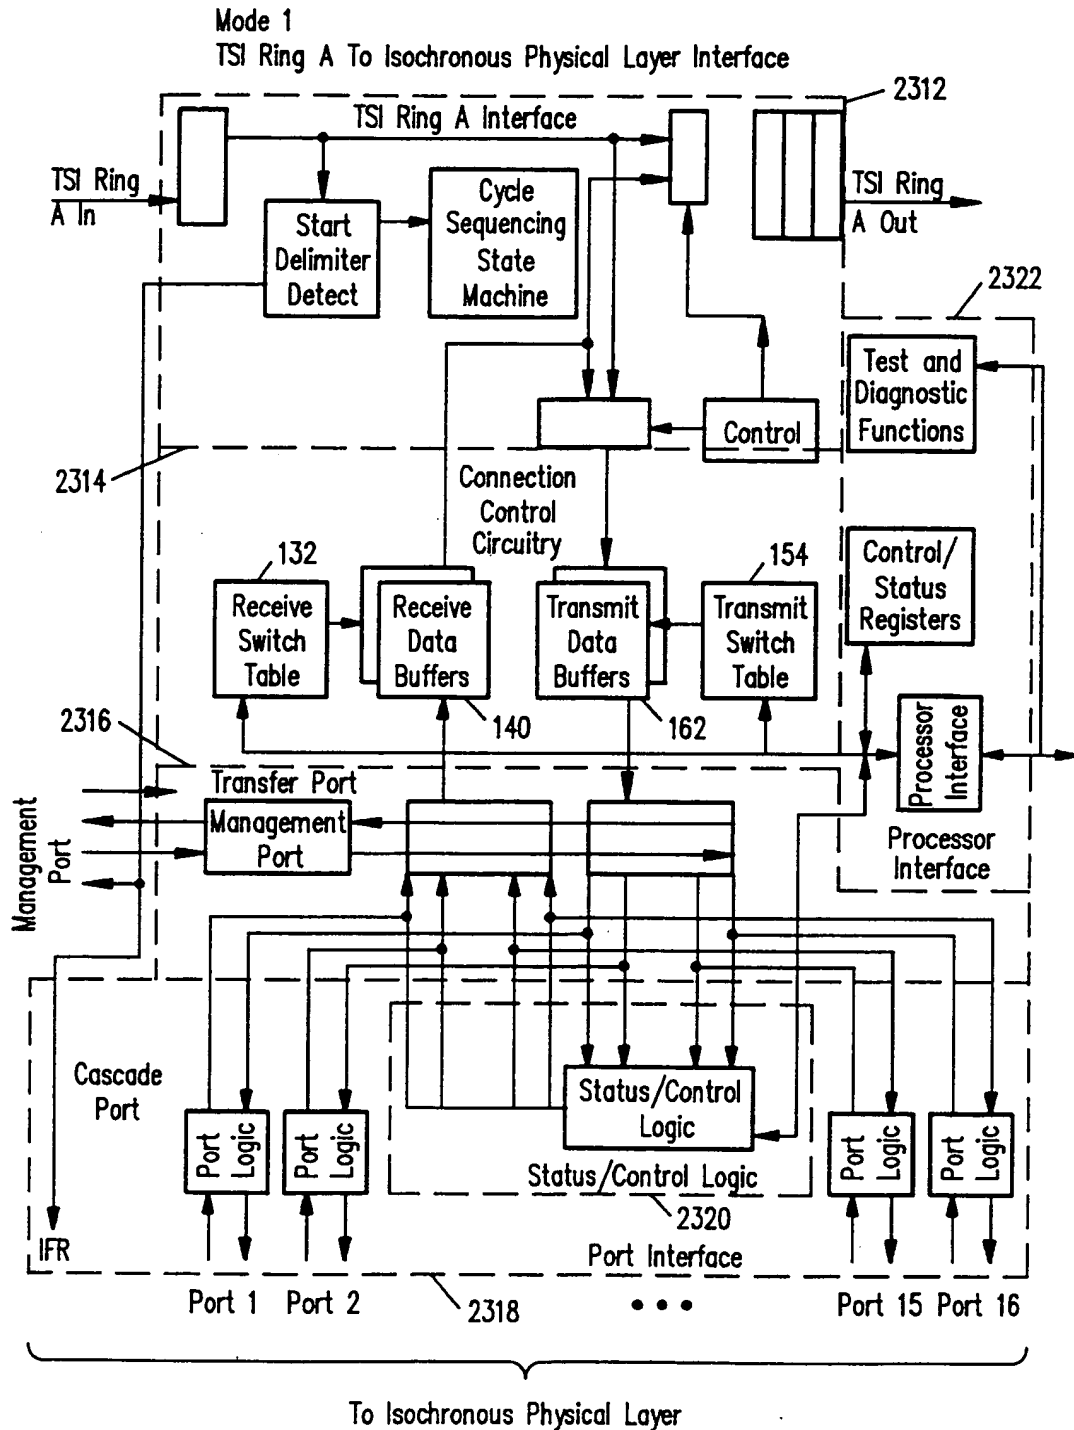 Mode 1
TSI Ring A To Isochronous Physical Layer Interface
2312
TSI Ring A Interface
TSI Ring
A In
Start
Delimiter
Detect
Cycle
Sequencing
State
Machine
TSI Ring
A Out
2322
Test and
Diagnostic
Functions
Control
2314
Connection
Control
Circuitry
132
Receive
Switch
Table
Receive
Data
Buffers
140
Transmit
Data
Buffers
162
154
Transmit
Switch
Table
Control/
Status
Registers
Processor
Interface
Processor
Interface
2316
Transfer Port
Management
Port
Management
Port
Cascade
Port
Port
Logic
Port
Logic
Status/Control
Logic
Status/Control Logic
2320
Port
Logic
Port
Logic
IFR
Port Interface
Port 1
Port 2
2318
•••
Port 15
Port 16
To Isochronous Physical Layer